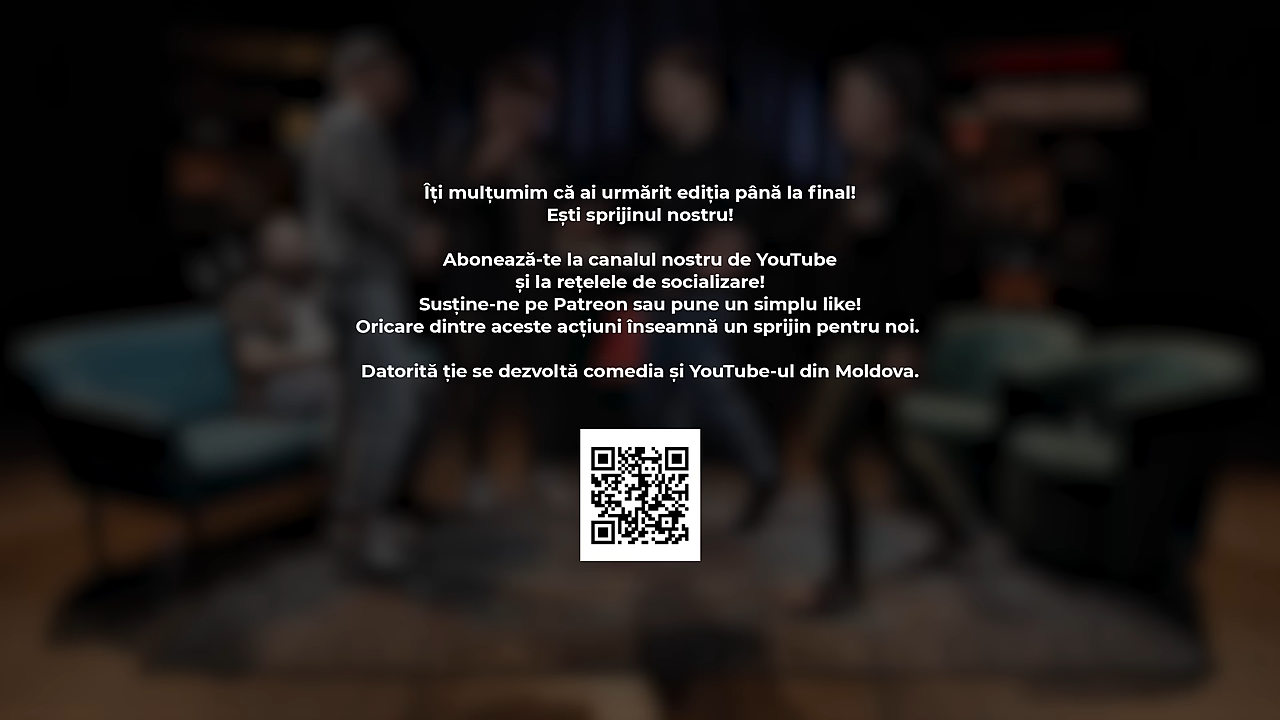 Îți mulțumim că ai urmărit ediția până la final!
Ești sprijinul nostru!
Abonează-te la canalul nostru de YouTube
și la rețelele de socializare!
Susține-ne pe Patreon sau pune un simplu like!
Oricare dintre aceste acțiuni înseamnă un sprijin pentru noi.
Datorită ție se dezvoltă comedia și YouTube-ul din Moldova.